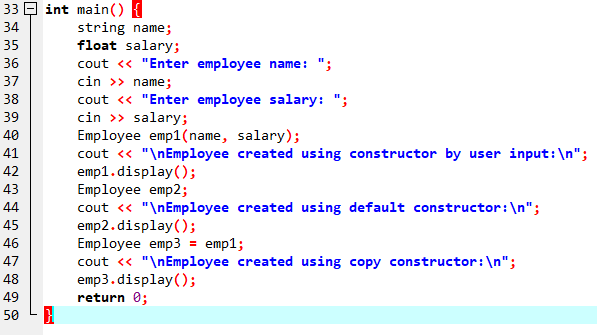 33 int main() {
34 string name;
35 float salary;
36 cout << "Enter employee name: ";
37 cin >> name;
38 cout << "Enter employee salary: ";
39 cin >> salary;
40 Employee emp1(name, salary);
41 cout << "\nEmployee created using constructor by user input:\n";
42 emp1.display();
43 Employee emp2;
44 cout << "\nEmployee created using default constructor:\n";
45 emp2.display();
46 Employee emp3 = emp1;
47 cout << "\nEmployee created using copy constructor:\n";
48 emp3.display();
49 return 0;
50 }